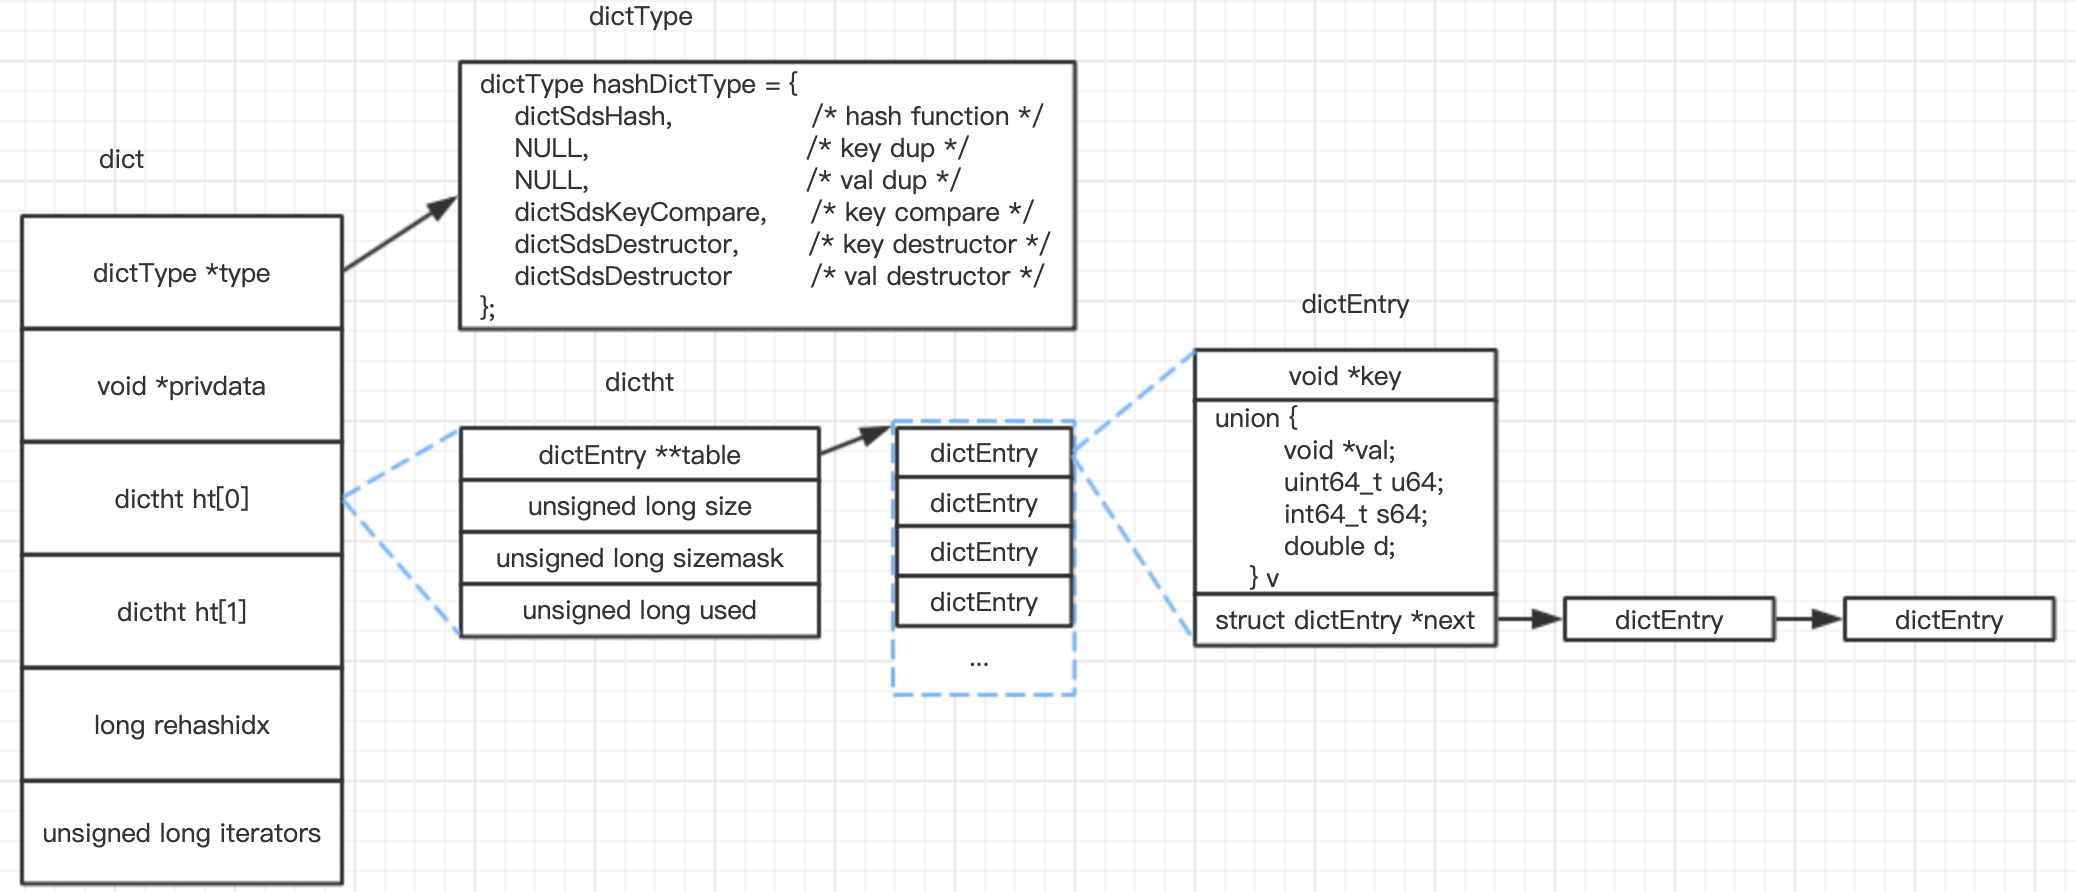 dictType
dictType hashDictType = {
dictSdsHash, /* hash function */
NULL, /* key dup */
NULL, /* val dup */
dictSdsKeyCompare, /* key compare */
dictSdsDestructor, /* key destructor */
dictSdsDestructor /* val destructor */
};
dict
dictType *type
void *privdata
dictht ht[0]
dictht ht[1]
long rehashidx
unsigned long iterators
dictht
dictEntry **table
unsigned long size
unsigned long sizemask
unsigned long used
dictEntry
dictEntry
dictEntry
dictEntry
...
dictEntry
void *key
union {
void *val;
uint64_t u64;
int64_t s64;
double d;
} v
struct dictEntry *next
dictEntry
dictEntry